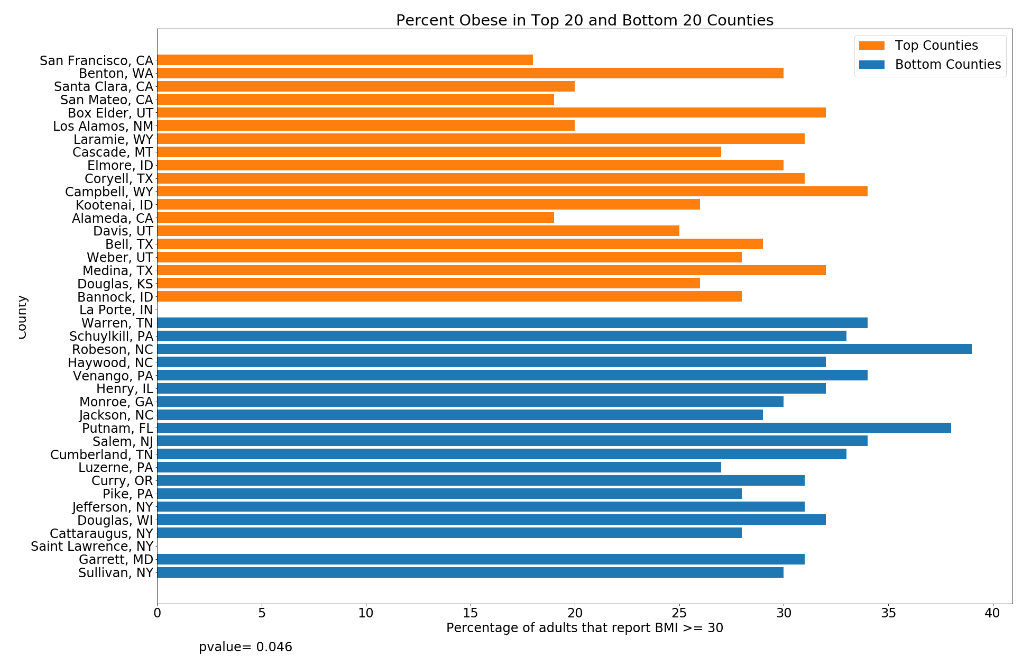 Percent Obese in Top 20 and Bottom 20 Counties
Top Counties
Bottom Counties
San Francisco, CA
Benton, WA
Santa Clara, CA
San Mateo, CA
Box Elder, UT
Los Alamos, NM
Laramie, WY
Cascade, MT
Elmore, ID
Coryell, TX
Campbell, WY
Kootenai, ID
Alameda, CA
Davis, UT
Bell, TX
Weber, UT
Medina, TX
Douglas, KS
Bannock, ID
La Porte, IN
Warren, TN
Schuylkill, PA
Robeson, NC
Haywood, NC
Venango, PA
Henry, IL
Monroe, GA
Jackson, NC
Putnam, FL
Salem, NJ
Cumberland, TN
Luzerne, PA
Curry, OR
Pike, PA
Jefferson, NY
Douglas, WI
Cattaraugus, NY
Saint Lawrence, NY
Garrett, MD
Sullivan, NY
County
0 5 10 15 20 25 30 35 40
Percentage of adults that report BMI >= 30
pvalue= 0.046